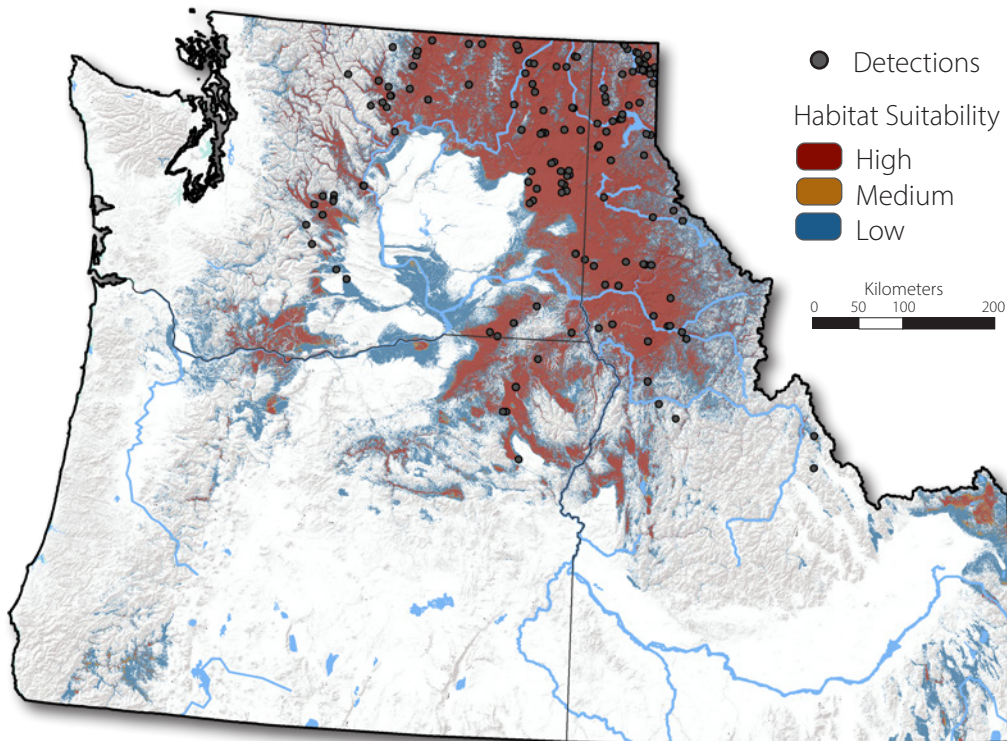 Detections
Habitat Suitability
High
Medium
Low
Kilometers
0 50 100 200